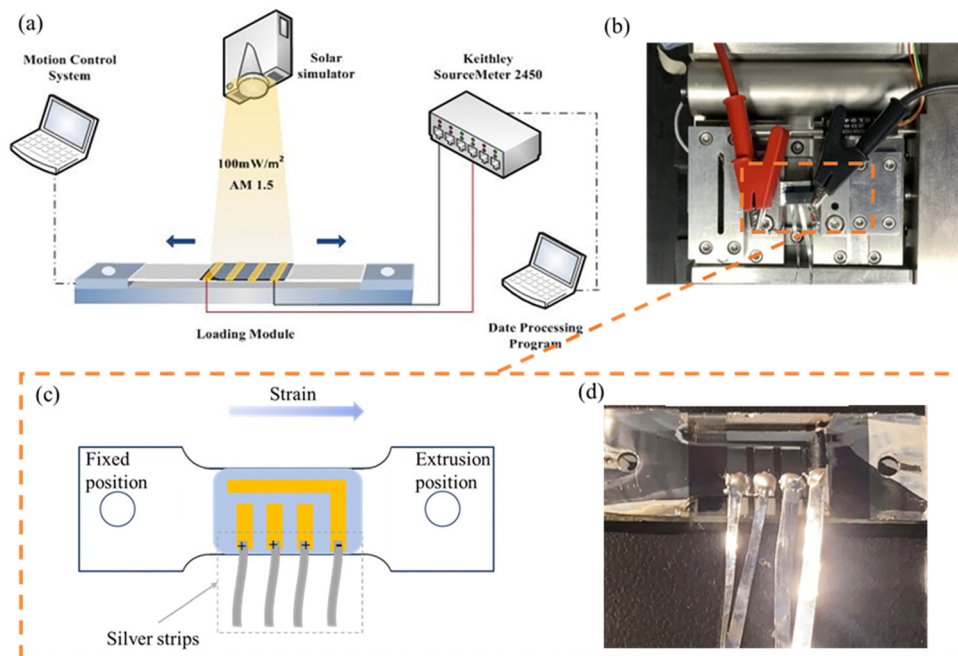 (a)
Motion Control
System
Solar
simulator
Keithley
SourceMeter 2450
100mW/m²
AM 1.5
Loading Module
Date Processing
Program
(b)
(c)
Strain
Fixed
position
Extrusion
position
+ + + -
Silver strips
(d)